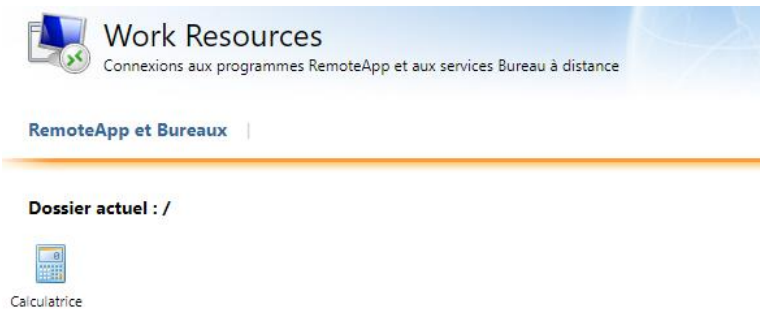 Work Resources
Connexions aux programmes RemoteApp et aux services Bureau à distance
RemoteApp et Bureaux |
Dossier actuel : /
Calculatrice